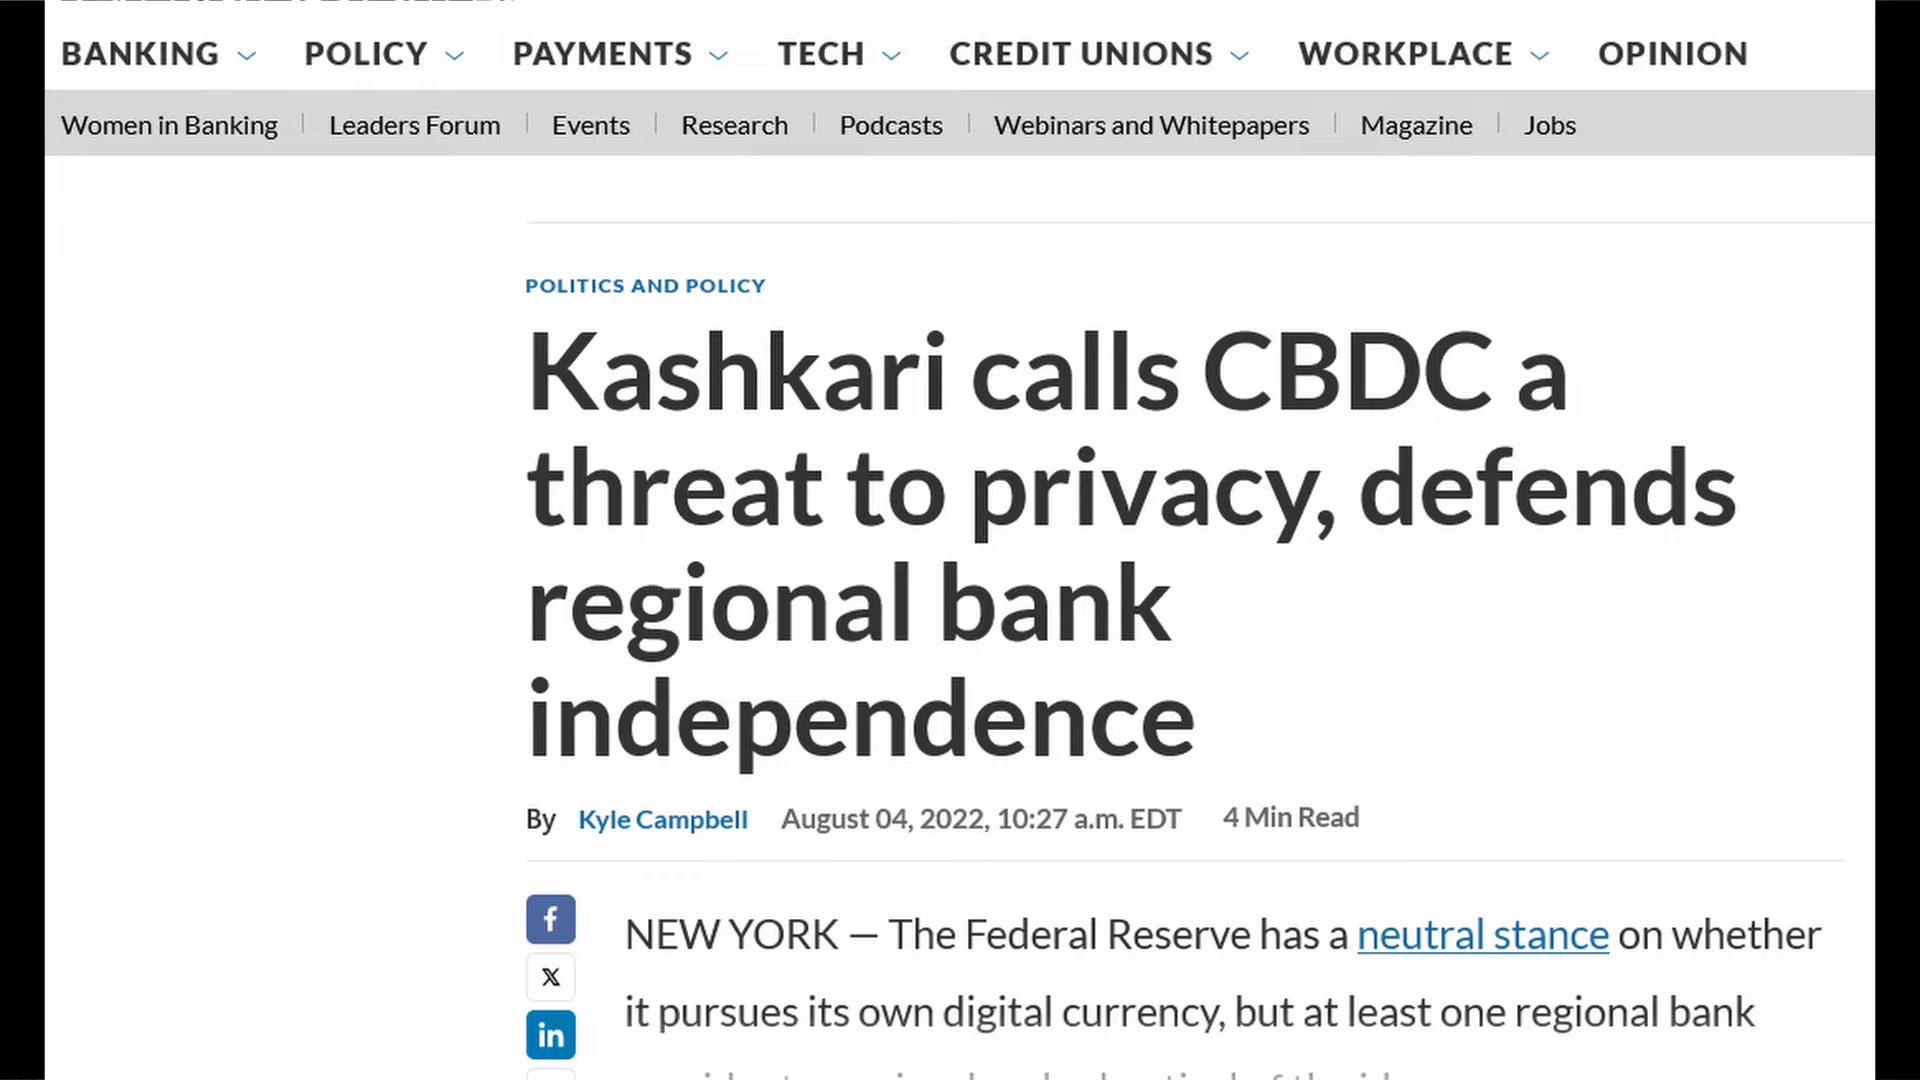 BANKING POLICY PAYMENTS TECH CREDIT UNIONS WORKPLACE OPINION
Women in Banking Leaders Forum Events Research Podcasts Webinars and Whitepapers Magazine Jobs
POLITICS AND POLICY
Kashkari calls CBDC a
threat to privacy, defends
regional bank
independence
By Kyle Campbell August 04, 2022, 10:27 a.m. EDT 4 Min Read
NEW YORK — The Federal Reserve has a neutral stance on whether
it pursues its own digital currency, but at least one regional bank